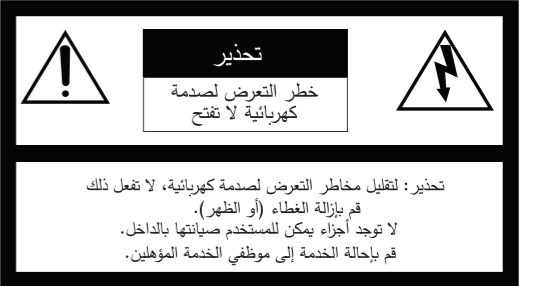 تحذير
خطر التعرض لصدمة
كهربائية لا تفتح
تحذير: لتقليل مخاطر التعرض لصدمة كهربائية، لا تفعل ذلك
قم بإزالة الغطاء (أو الظهر).
لا توجد أجزاء يمكن للمستخدم صيانتها بالداخل.
قم بإحالة الخدمة إلى موظفي الخدمة المؤهلين.